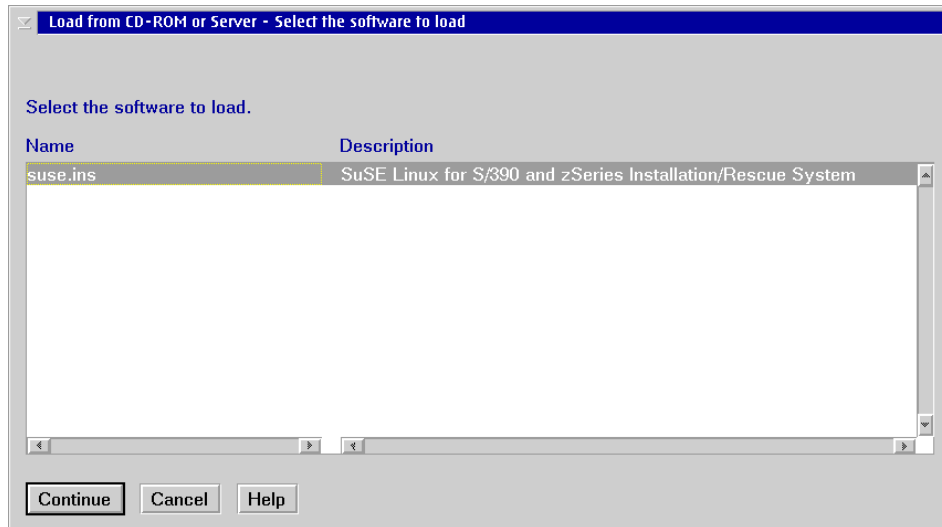 Load from CD-ROM or Server - Select the software to load
Select the software to load.
Name Description
suse.ins SuSE Linux for S/390 and zSeries Installation/Rescue System
Continue Cancel Help